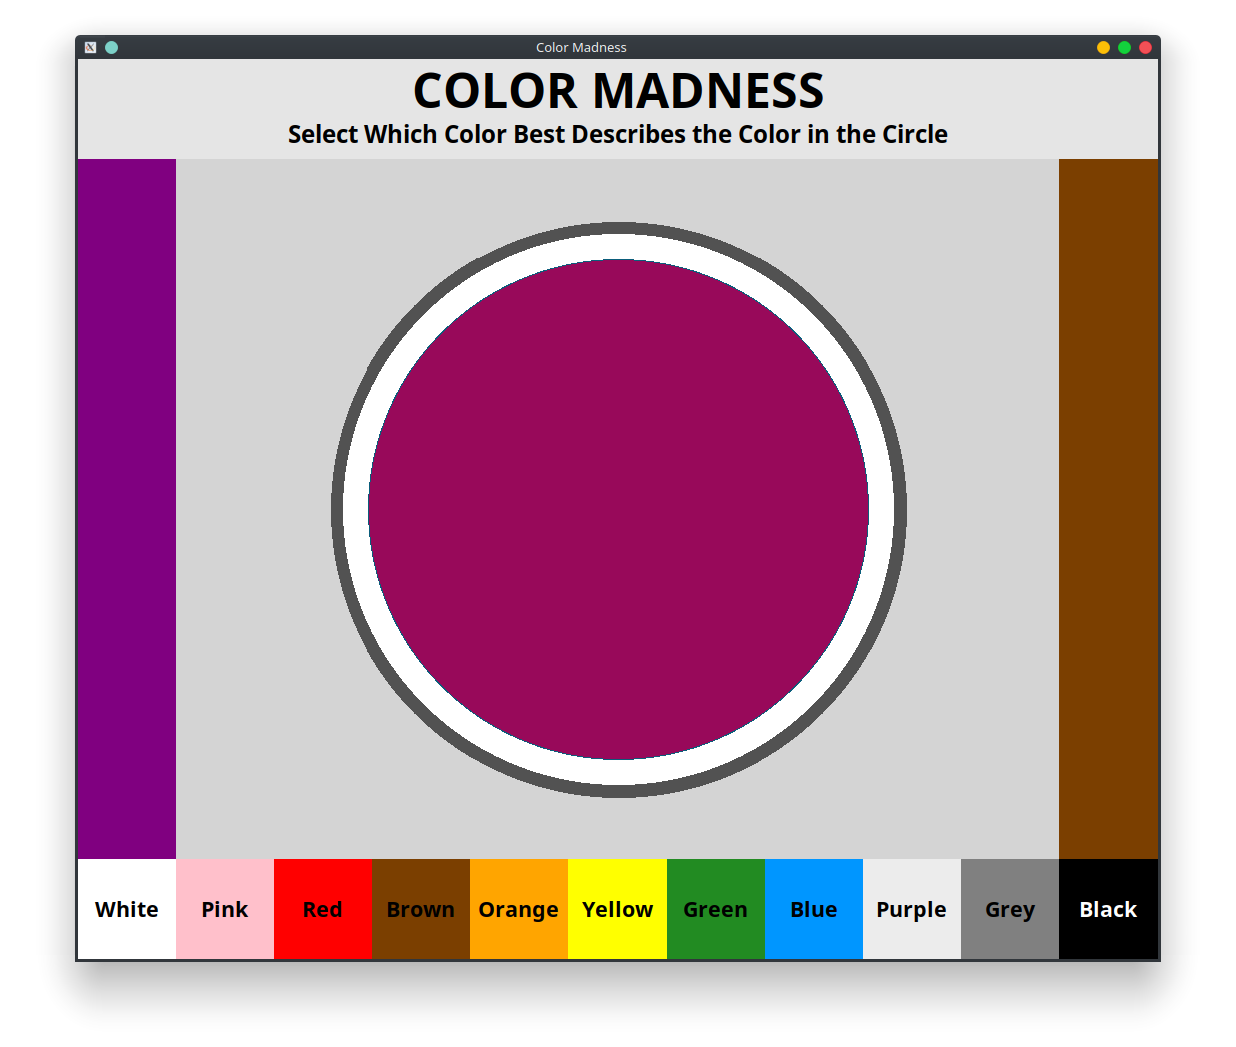 Color Madness
COLOR MADNESS
Select Which Color Best Describes the Color in the Circle
White Pink Red Brown Orange Yellow Green Blue Purple Grey Black